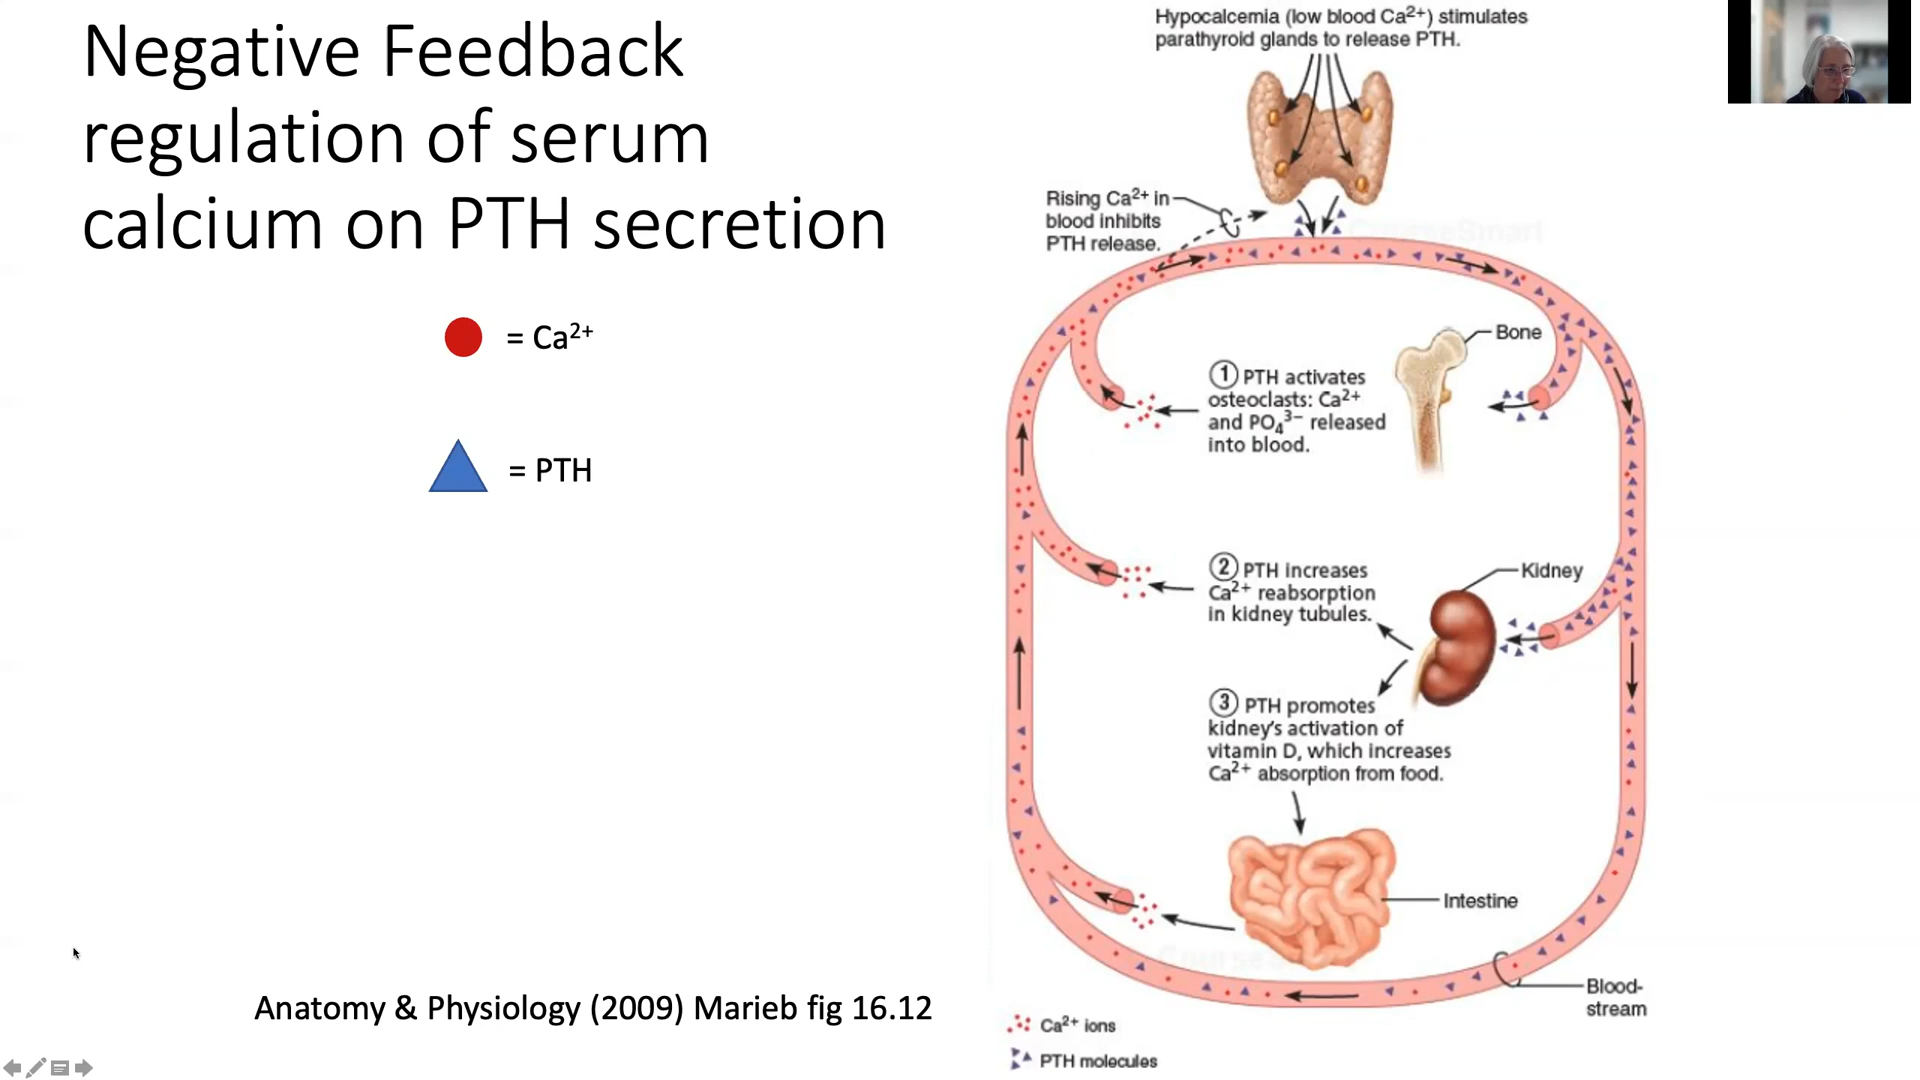 Negative Feedback
regulation of serum
calcium on PTH secretion
= Ca²⁺
= PTH
Anatomy & Physiology (2009) Marieb fig 16.12
Hypocalcemia (low blood Ca²⁺) stimulates
parathyroid glands to release PTH.
Rising Ca²⁺ in
blood inhibits
PTH release.
CourseSmart
Bone
① PTH activates
osteoclasts: Ca²⁺
and PO₄³⁻ released
into blood.
② PTH increases
Ca²⁺ reabsorption
in kidney tubules.
Kidney
③ PTH promotes
kidney's activation of
vitamin D, which increases
Ca²⁺ absorption from food.
Intestine
Blood-
stream
Ca²⁺ ions
PTH molecules